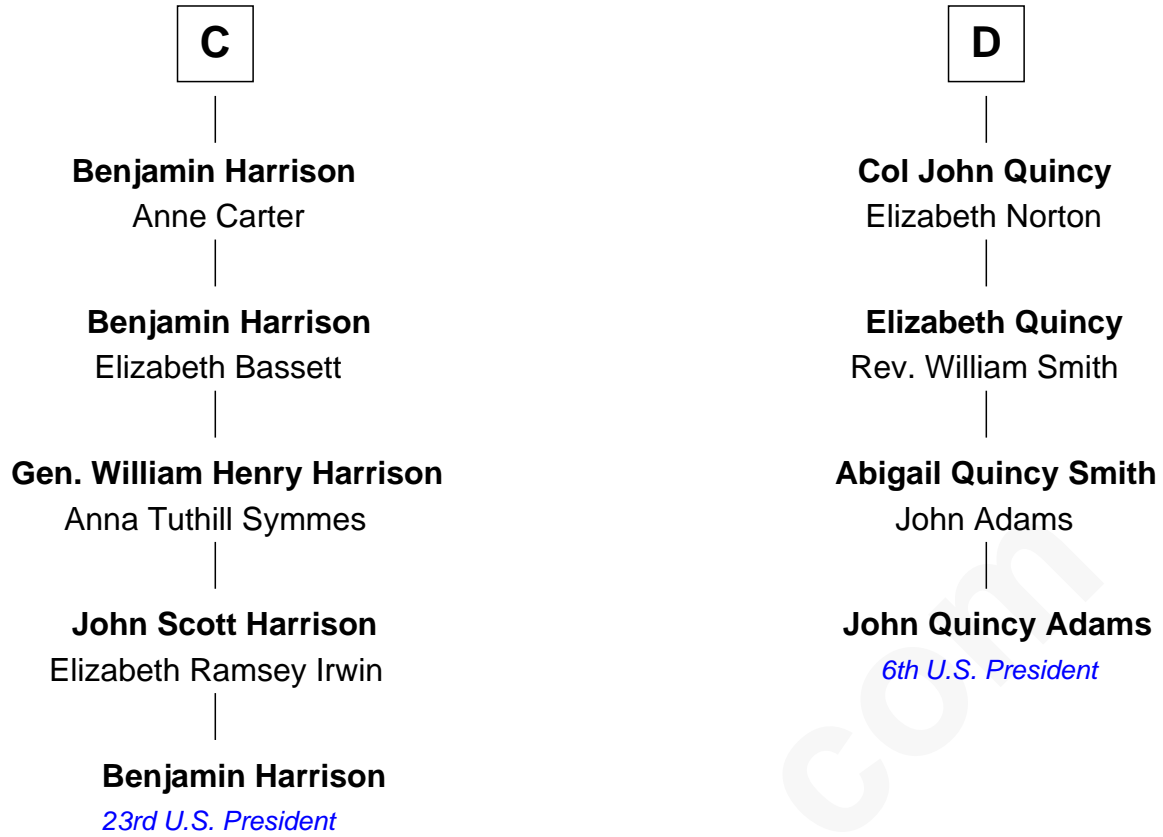 C
Benjamin Harrison
Anne Carter
Benjamin Harrison
Elizabeth Bassett
Gen. William Henry Harrison
Anna Tuthill Symmes
John Scott Harrison
Elizabeth Ramsey Irwin
Benjamin Harrison
23rd U.S. President
D
Col John Quincy
Elizabeth Norton
Elizabeth Quincy
Rev. William Smith
Abigail Quincy Smith
John Adams
John Quincy Adams
6th U.S. President
com